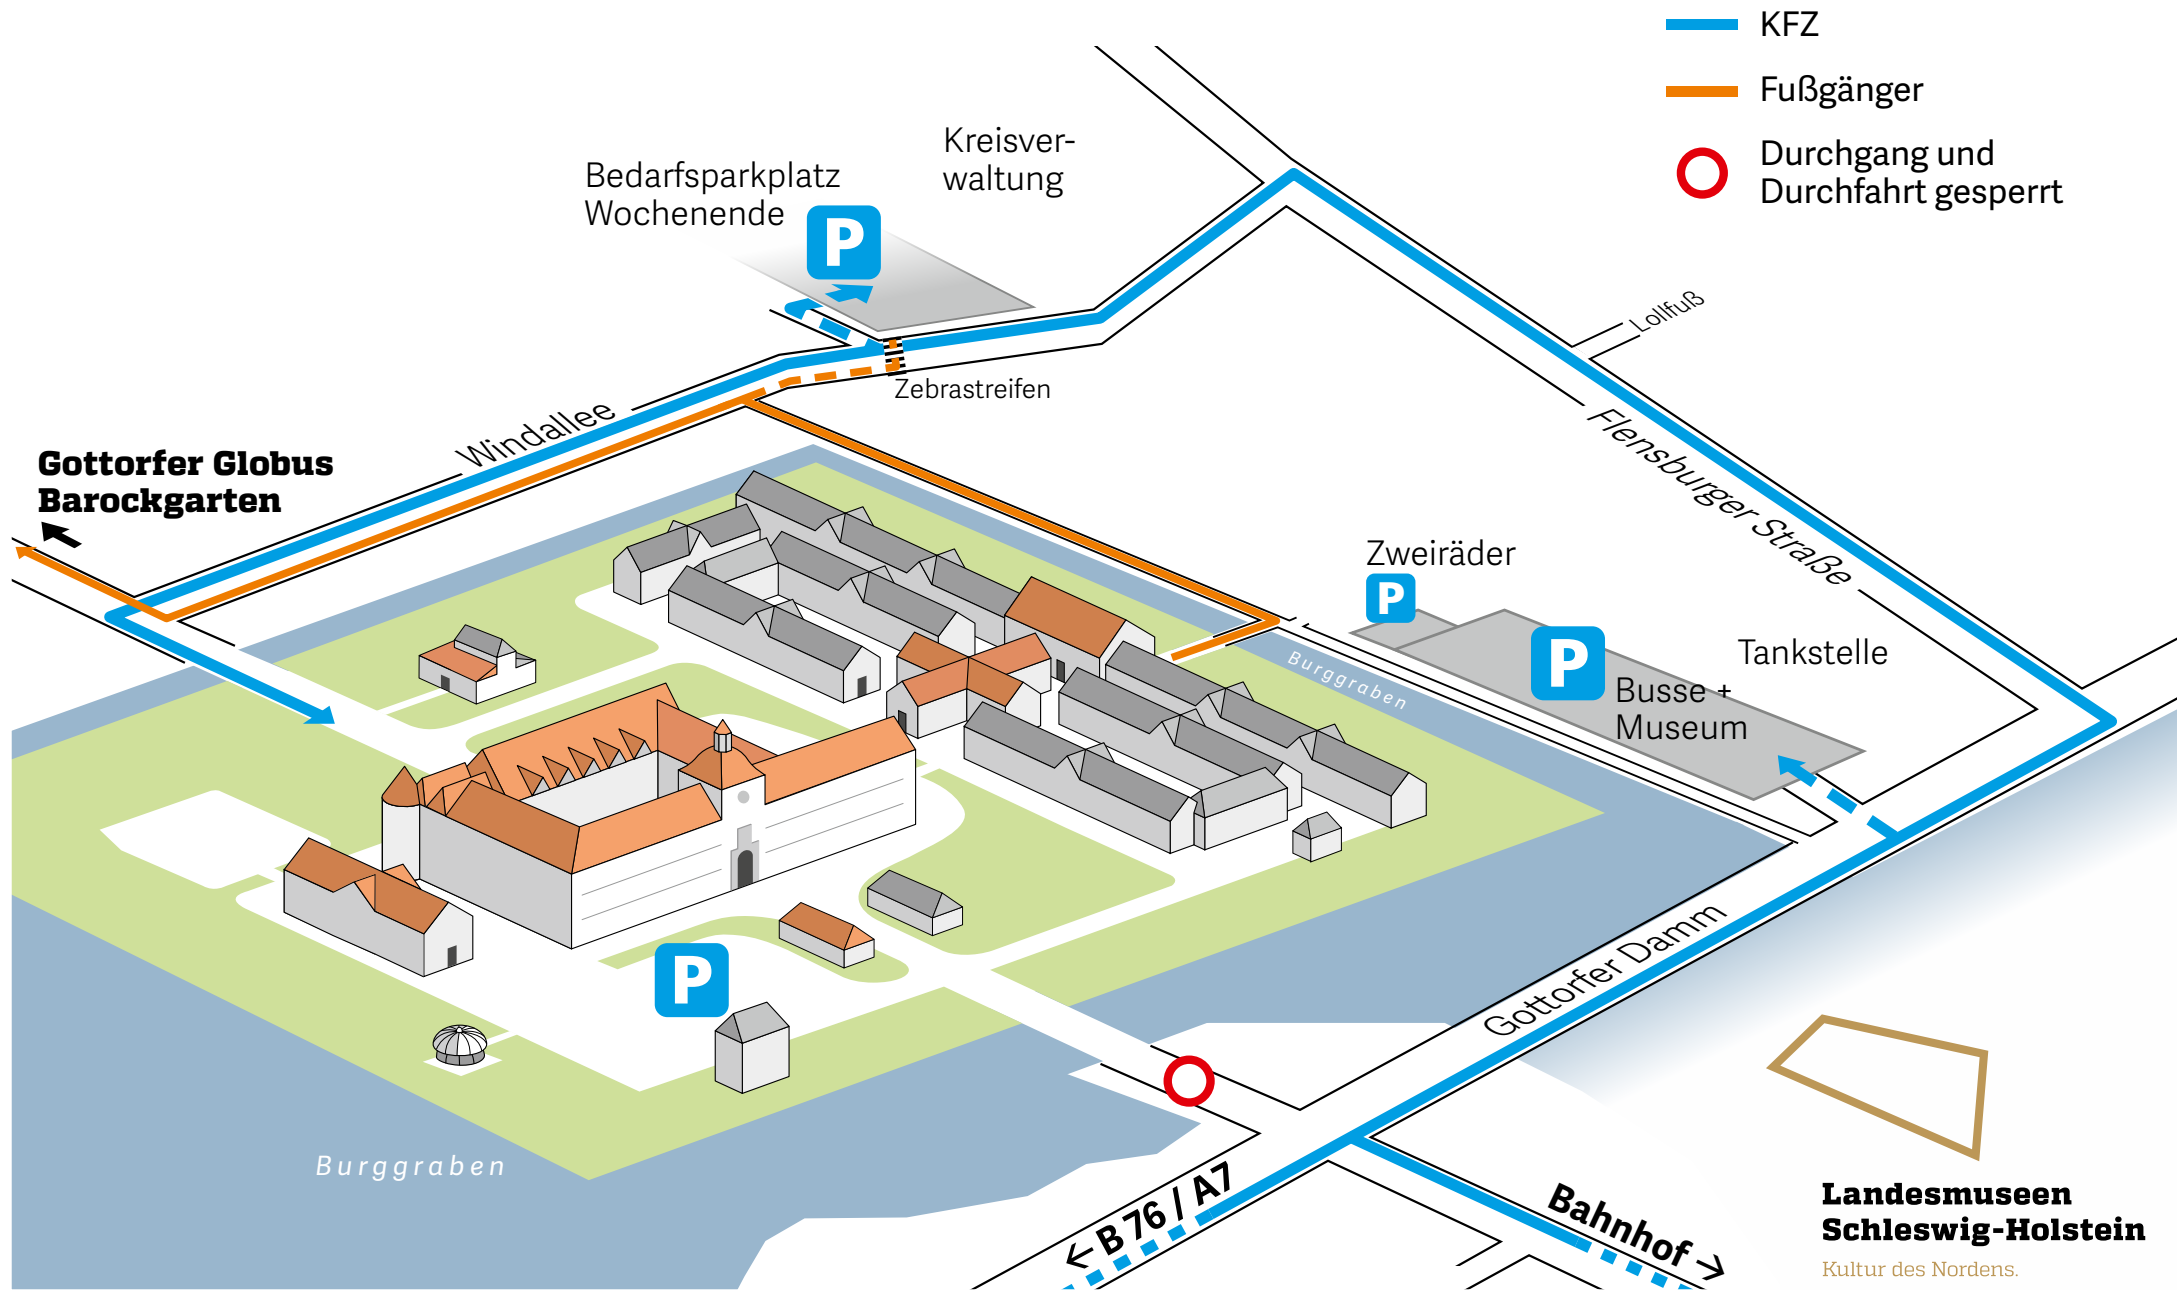 KFZ
Fußgänger
Durchgang und
Durchfahrt gesperrt
Kreisver-
waltung
Bedarfsparkplatz
Wochenende
P
Lollfuß
Zebrastreifen
Windallee
Flensburger Straße
Gottorfer Globus
Barockgarten
Zweiräder
P
P
Tankstelle
Busse +
Museum
Burggraben
Gottorfer Damm
P
Burggraben
← B 76 / A7
Bahnhof →
Landesmuseen
Schleswig-Holstein
Kultur des Nordens.